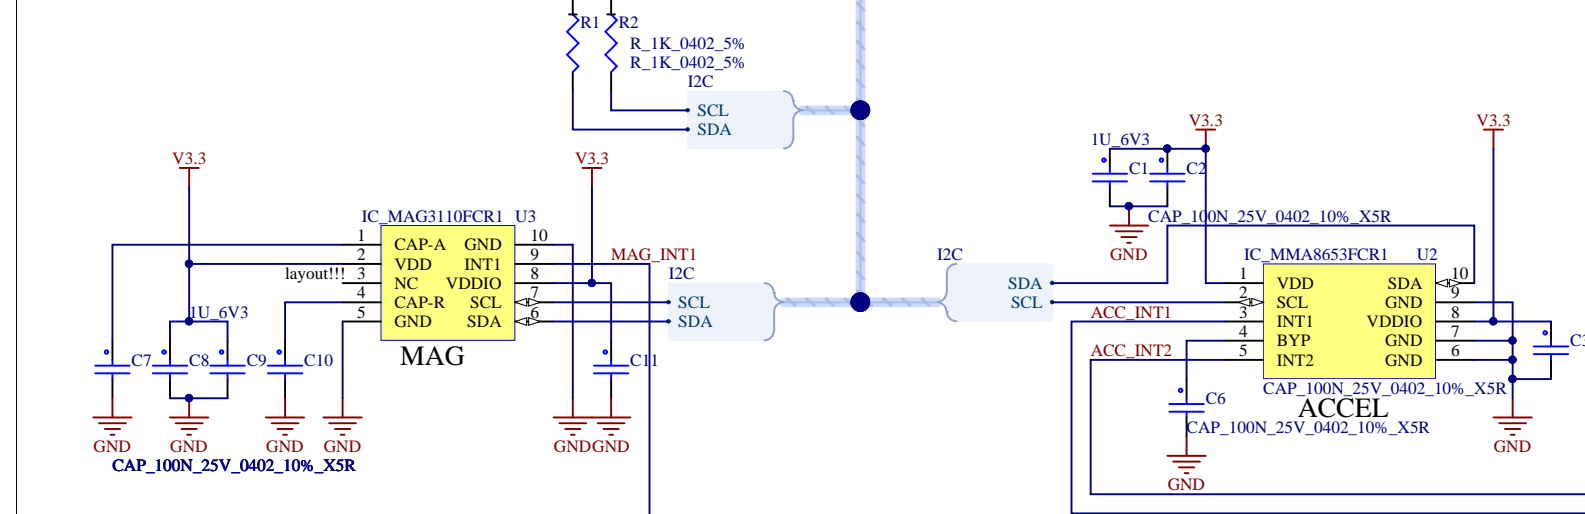 R1 R2
R_1K_0402_5%
R_1K_0402_5%
I2C
SCL
SDA
V3.3
V3.3
IC_MAG3110FCR1 U3
1 CAP-A GND 10
2 VDD INT1 9
layout!!! 3 NC VDDIO 8
4 CAP-R SCL 7
5 GND SDA 6
MAG
MAG_INT1
I2C
SCL
SDA
1U_6V3
C7 C8 C9 C10 C11
GND GND GND GND GND GND
CAP_100N_25V_0402_10%_X5R
I2C
SDA
SCL
V3.3
V3.3
1U_6V3
C1 C2
GND
CAP_100N_25V_0402_10%_X5R
IC_MMA8653FCR1 U2
1 VDD SDA 10
2 SCL GND 9
ACC_INT1 3 INT1 VDDIO 8
4 BYP GND 7
ACC_INT2 5 INT2 GND 6
CAP_100N_25V_0402_10%_X5R
ACCEL
C6
CAP_100N_25V_0402_10%_X5R
GND
GND